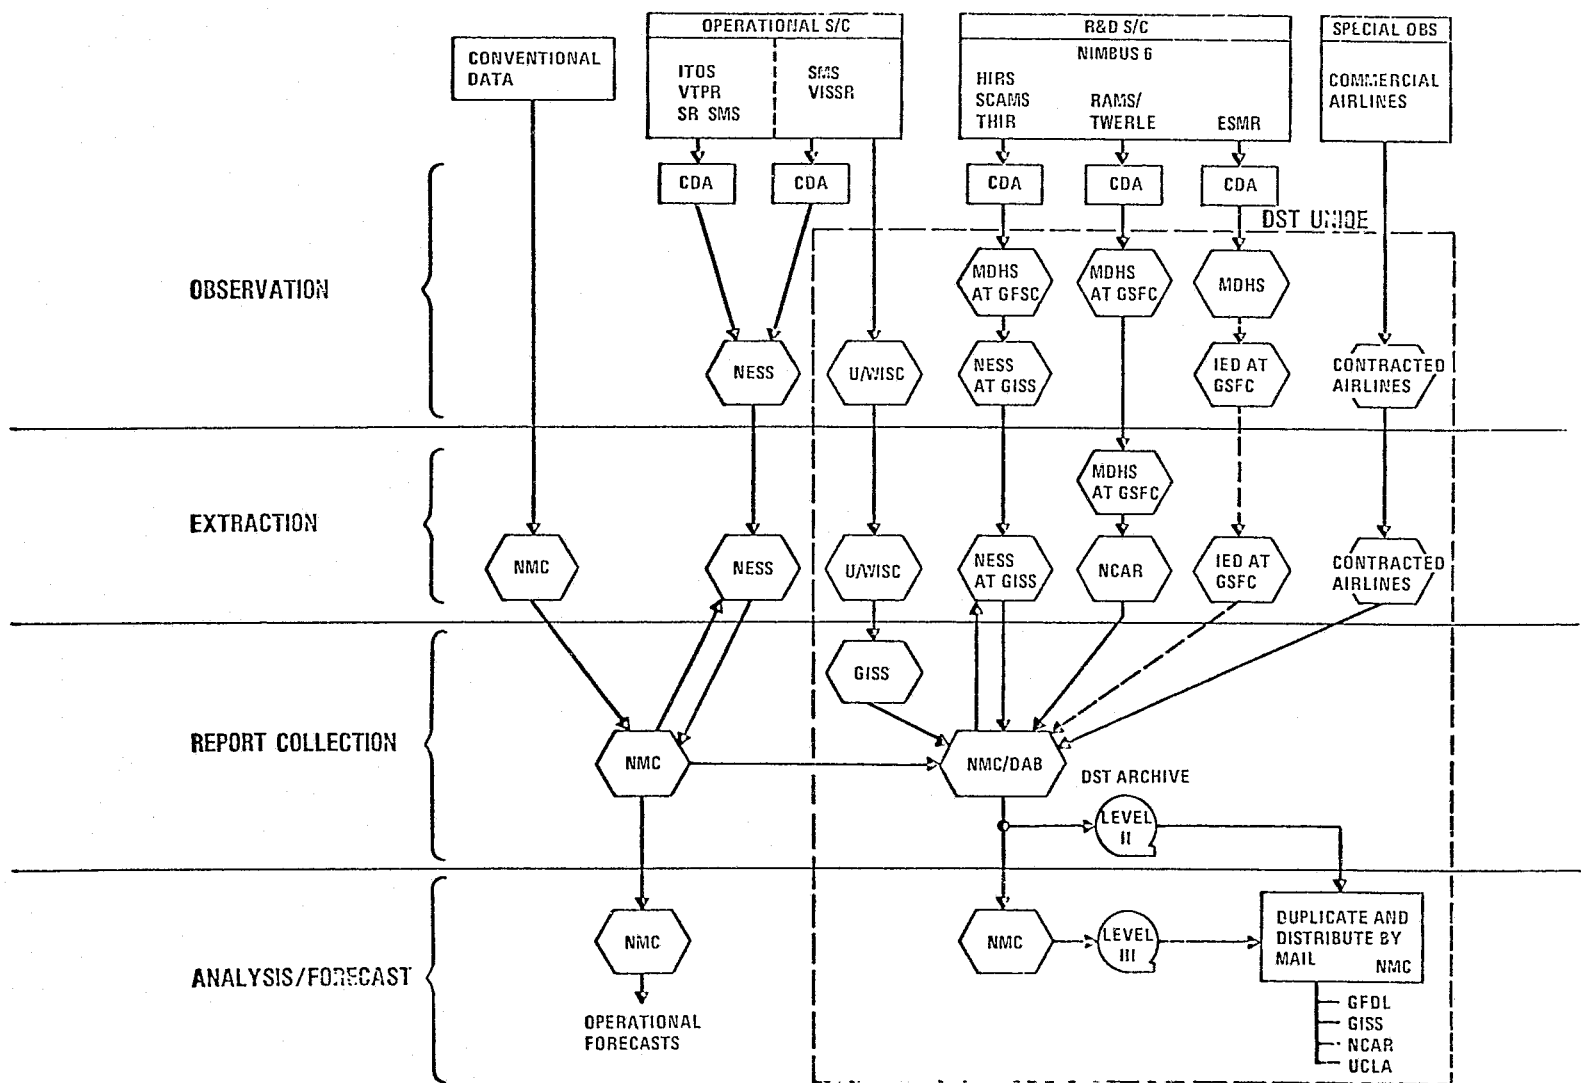 OPERATIONAL S/C
R&D S/C
SPECIAL OBS
CONVENTIONAL
DATA
ITOS
VTPR
SR SMS
SMS
VISSR
NIMBUS 6
HIRS
SCAMS
THIR
RAMS/
TWERLE
ESMR
COMMERCIAL
AIRLINES
CDA
CDA
CDA
CDA
CDA
DST UNIQE
OBSERVATION
MDHS
AT GFSC
MDHS
AT GSFC
MDHS
NESS
U/WISC
NESS
AT GISS
IED AT
GSFC
CONTRACTED
AIRLINES
EXTRACTION
MDHS
AT GSFC
NMC
NESS
U/WISC
NESS
AT GISS
NCAR
IED AT
GSFC
CONTRACTED
AIRLINES
GISS
REPORT COLLECTION
NMC
NMC/DAB
DST ARCHIVE
LEVEL
II
ANALYSIS/FORECAST
NMC
NMC
LEVEL
III
DUPLICATE AND
DISTRIBUTE BY
MAIL NMC
OPERATIONAL
FORECASTS
GFDL
GISS
NCAR
UCLA